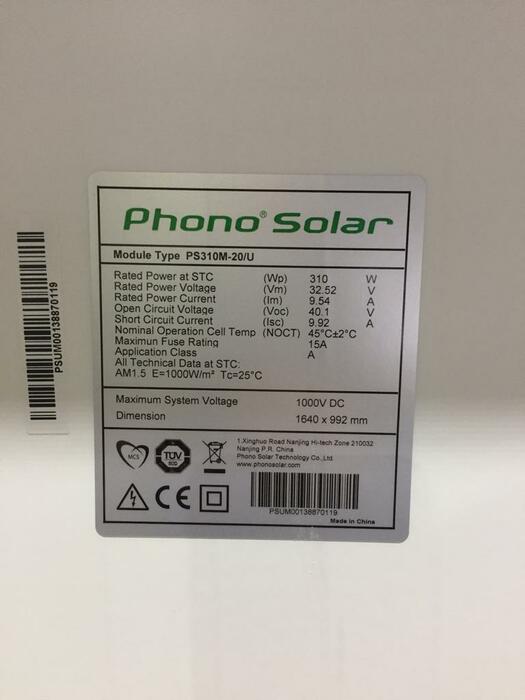 Phono® Solar
Module Type PS310M-20/U
Rated Power at STC (Wp) 310 W
Rated Power Voltage (Vm) 32.52 V
Rated Power Current (Im) 9.54 A
Open Circuit Voltage (Voc) 40.1 V
Short Circuit Current (Isc) 9.92 A
Nominal Operation Cell Temp (NOCT) 45°C±2°C
Maximun Fuse Rating 15A
Application Class A
All Technical Data at STC:
AM1.5 E=1000W/m² Tc=25°C
Maximum System Voltage 1000V DC
Dimension 1640 x 992 mm
MCS
TÜV
SÜD
1.Xinghuo Road Nanjing Hi-tech Zone 210032
Nanjing P.R. China
Phono Solar Technology Co.,Ltd.
www.phonosolar.com
CE
PSUM00138870119
Made in China
PSUM00138870119